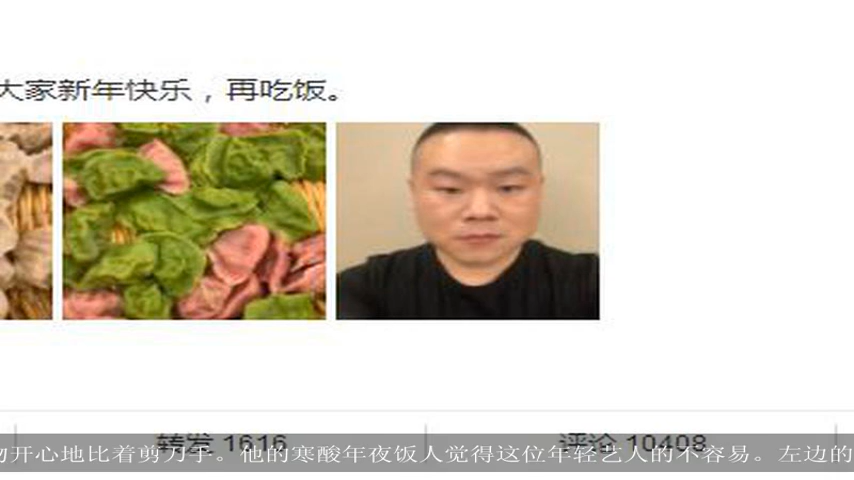 大家新年快乐，再吃饭。
转发 1616
评论 10408
开心地比着剪刀手。他的寒酸年夜饭人觉得这位年轻艺人的不容易。左边的